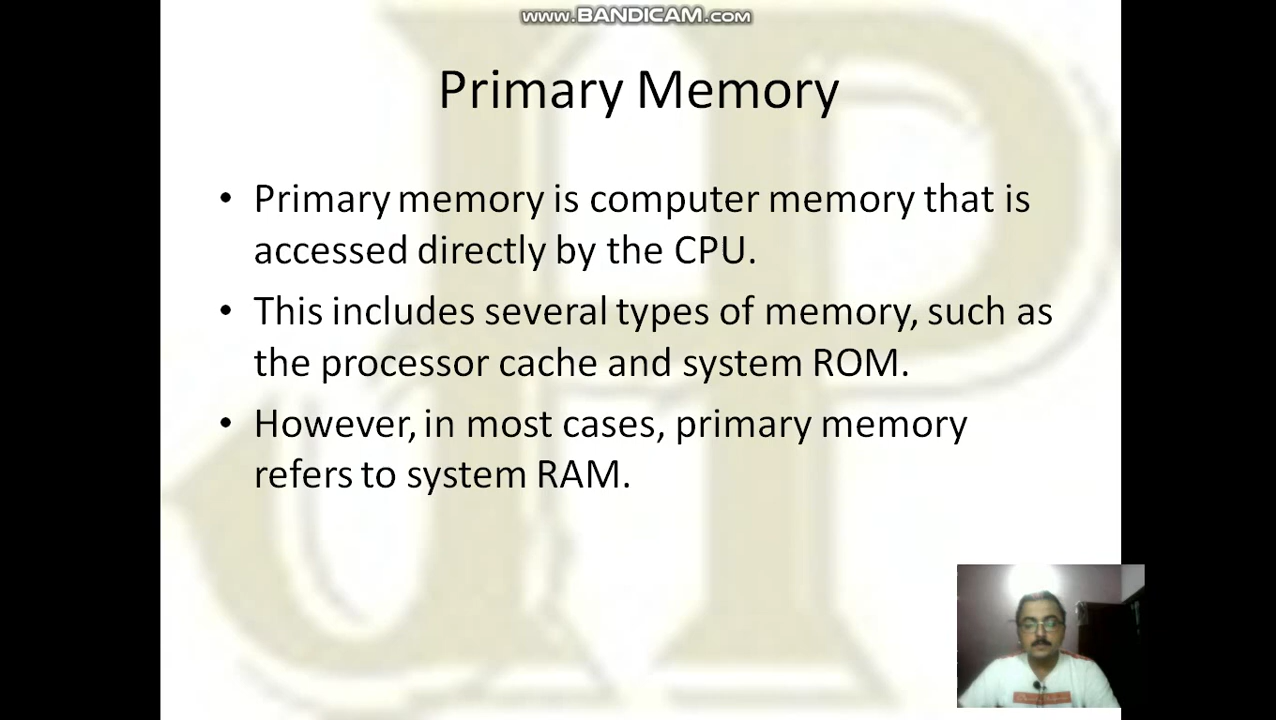 www.BANDICAM.com
Primary Memory
• Primary memory is computer memory that is
accessed directly by the CPU.
• This includes several types of memory, such as
the processor cache and system ROM.
• However, in most cases, primary memory
refers to system RAM.
JP